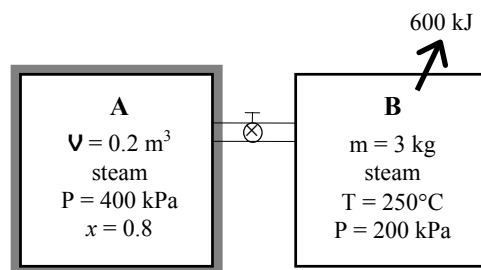 600 kJ
A
V = 0.2 m³
steam
P = 400 kPa
x = 0.8
B
m = 3 kg
steam
T = 250°C
P = 200 kPa